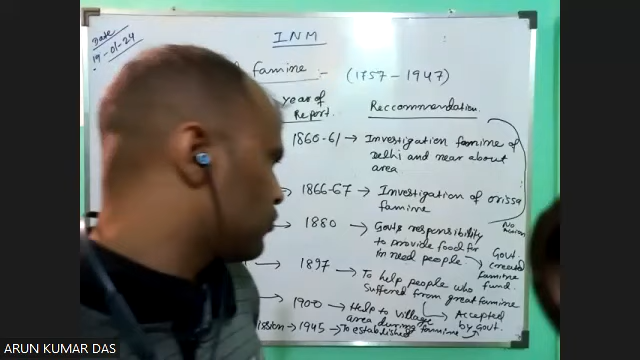 Date
19-01-24
INM
famine :- (1757-1947)
year of Report.
Reccommendation.
1860-61 → Investigation famine of
Delhi and near about
area
1866-67 → Investigation of orissa
famine
No
1880 → Govt's responsibility
to provide food for
in need people.
Govt.
created
famine
fund.
1897 → To help people who
suffered from great famine
1900 → Help to village
area during famine
Accepted
by Govt.
1945 → To established
ARUN KUMAR DAS